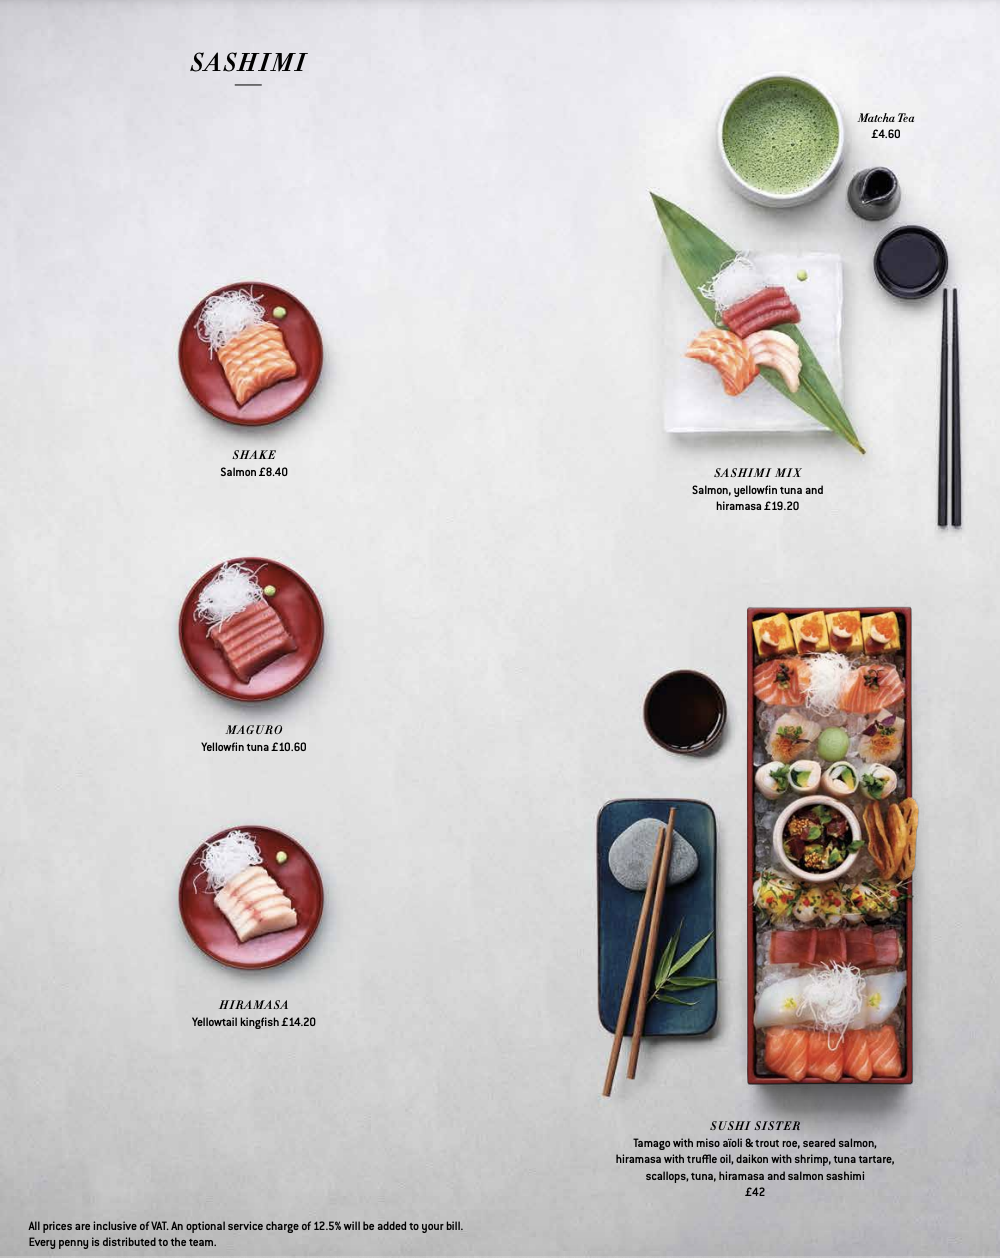 SASHIMI
Matcha Tea
£4.60
SHAKE
Salmon £8.40
SASHIMI MIX
Salmon, yellowfin tuna and
hiramasa £19.20
MAGURO
Yellowfin tuna £10.60
HIRAMASA
Yellowtail kingfish £14.20
SUSHI SISTER
Tamago with miso aïoli & trout roe, seared salmon,
hiramasa with truffle oil, daikon with shrimp, tuna tartare,
scallops, tuna, hiramasa and salmon sashimi
£42
All prices are inclusive of VAT. An optional service charge of 12.5% will be added to your bill.
Every penny is distributed to the team.